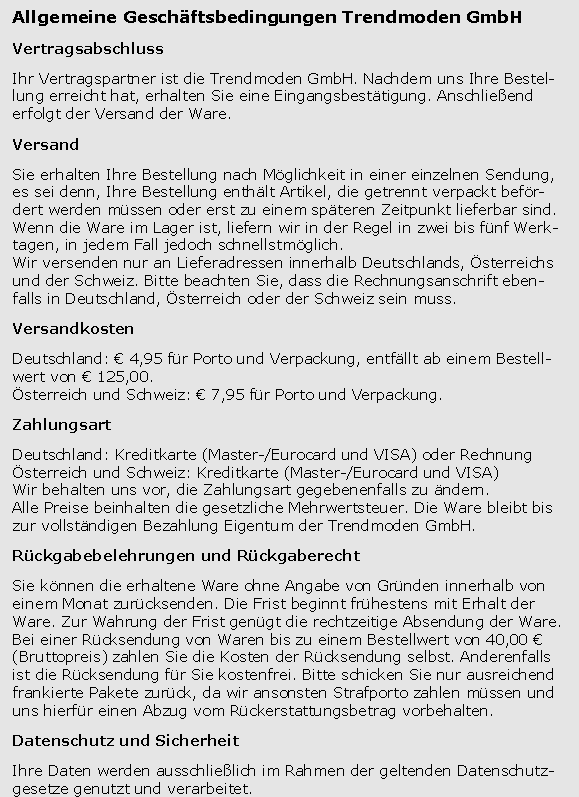 Allgemeine Geschäftsbedingungen Trendmoden GmbH
Vertragsabschluss
Ihr Vertragspartner ist die Trendmoden GmbH. Nachdem uns Ihre Bestel-
lung erreicht hat, erhalten Sie eine Eingangsbestätigung. Anschließend
erfolgt der Versand der Ware.
Versand
Sie erhalten Ihre Bestellung nach Möglichkeit in einer einzelnen Sendung,
es sei denn, Ihre Bestellung enthält Artikel, die getrennt verpackt beför-
dert werden müssen oder erst zu einem späteren Zeitpunkt lieferbar sind.
Wenn die Ware im Lager ist, liefern wir in der Regel in zwei bis fünf Werk-
tagen, in jedem Fall jedoch schnellstmöglich.
Wir versenden nur an Lieferadressen innerhalb Deutschlands, Österreichs
und der Schweiz. Bitte beachten Sie, dass die Rechnungsanschrift eben-
falls in Deutschland, Österreich oder der Schweiz sein muss.
Versandkosten
Deutschland: € 4,95 für Porto und Verpackung, entfällt ab einem Bestell-
wert von € 125,00.
Österreich und Schweiz: € 7,95 für Porto und Verpackung.
Zahlungsart
Deutschland: Kreditkarte (Master-/Eurocard und VISA) oder Rechnung
Österreich und Schweiz: Kreditkarte (Master-/Eurocard und VISA)
Wir behalten uns vor, die Zahlungsart gegebenenfalls zu ändern.
Alle Preise beinhalten die gesetzliche Mehrwertsteuer. Die Ware bleibt bis
zur vollständigen Bezahlung Eigentum der Trendmoden GmbH.
Rückgabebelehrungen und Rückgaberecht
Sie können die erhaltene Ware ohne Angabe von Gründen innerhalb von
einem Monat zurücksenden. Die Frist beginnt frühestens mit Erhalt der
Ware. Zur Wahrung der Frist genügt die rechtzeitige Absendung der Ware.
Bei einer Rücksendung von Waren bis zu einem Bestellwert von 40,00 €
(Bruttopreis) zahlen Sie die Kosten der Rücksendung selbst. Anderenfalls
ist die Rücksendung für Sie kostenfrei. Bitte schicken Sie nur ausreichend
frankierte Pakete zurück, da wir ansonsten Strafporto zahlen müssen und
uns hierfür einen Abzug vom Rückerstattungsbetrag vorbehalten.
Datenschutz und Sicherheit
Ihre Daten werden ausschließlich im Rahmen der geltenden Datenschutz-
gesetze genutzt und verarbeitet.